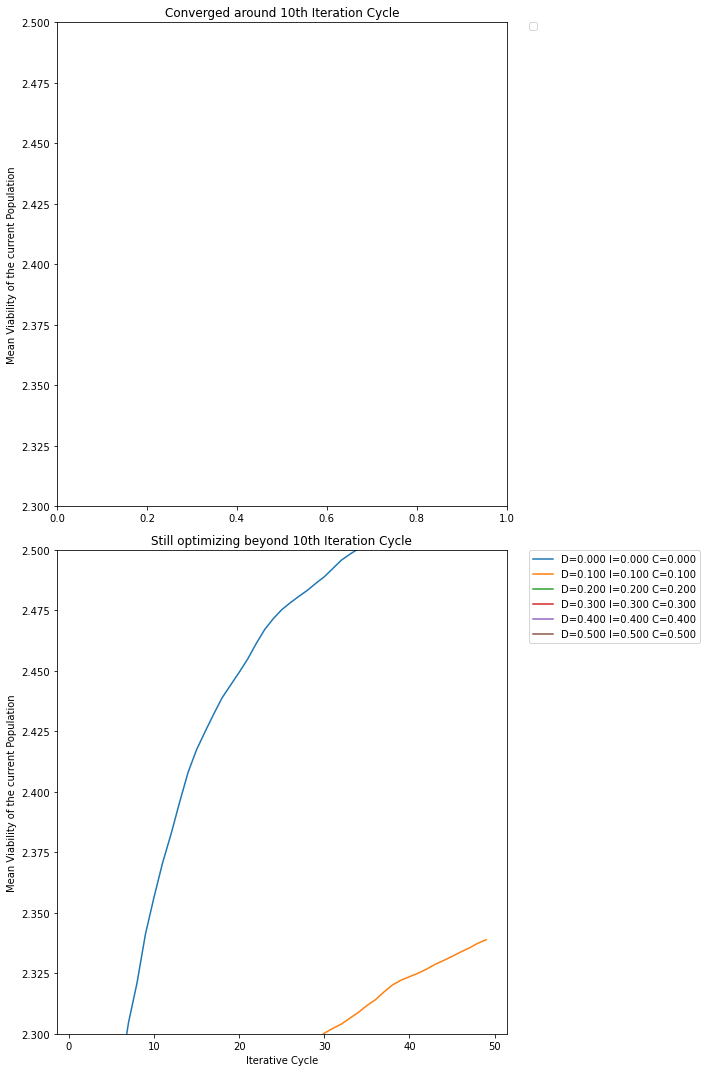 Converged around 10th Iteration Cycle
2.500
2.475
2.450
2.425
2.400
2.375
2.350
2.325
2.300
Mean Viability of the current Population
0.0 0.2 0.4 0.6 0.8 1.0
Still optimizing beyond 10th Iteration Cycle
2.500
2.475
2.450
2.425
2.400
2.375
2.350
2.325
2.300
Mean Viability of the current Population
0 10 20 30 40 50
Iterative Cycle
D=0.000 I=0.000 C=0.000
D=0.100 I=0.100 C=0.100
D=0.200 I=0.200 C=0.200
D=0.300 I=0.300 C=0.300
D=0.400 I=0.400 C=0.400
D=0.500 I=0.500 C=0.500